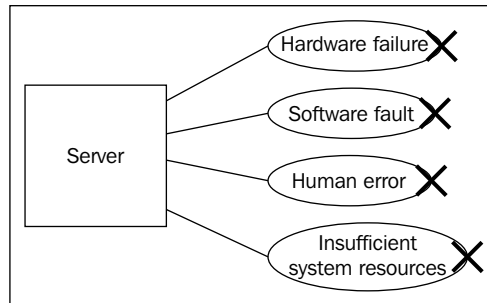 Hardware failure
Software fault
Server
Human error
Insufficient
system resources